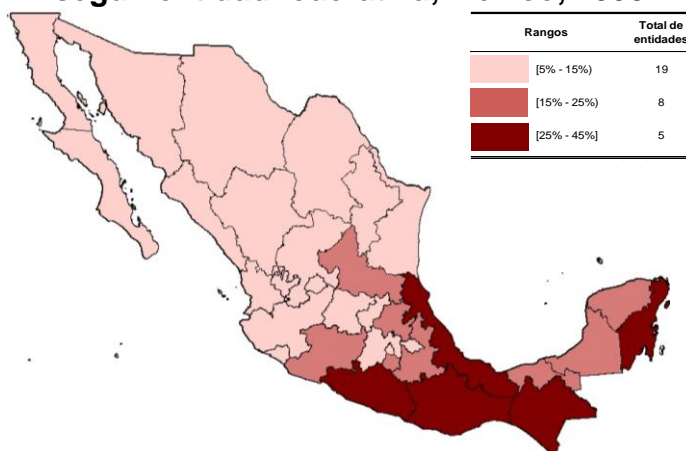 Rangos
Total de
entidades
[5% - 15%)
19
[15% - 25%)
8
[25% - 45%]
5